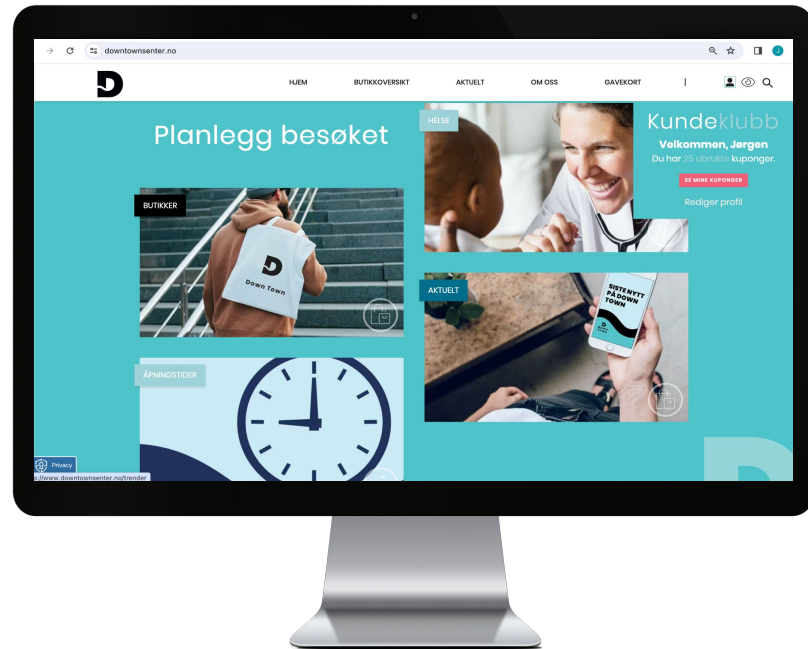 downtownsenter.no
HJEM
BUTIKKOVERSIKT
AKTUELT
OM OSS
GAVEKORT
Planlegg besøket
BUTIKKER
Down Town
ÅPNINGSTIDER
HELSE
AKTUELT
SISTE NYTT
PÅ DOWN
TOWN
Kundeklubb
Velkommen, Jørgen
Du har 26 ubrukte kuponger.
SE MINE KUPONGER
Rediger profil
Privacy
s://www.downtownsenter.no/trender